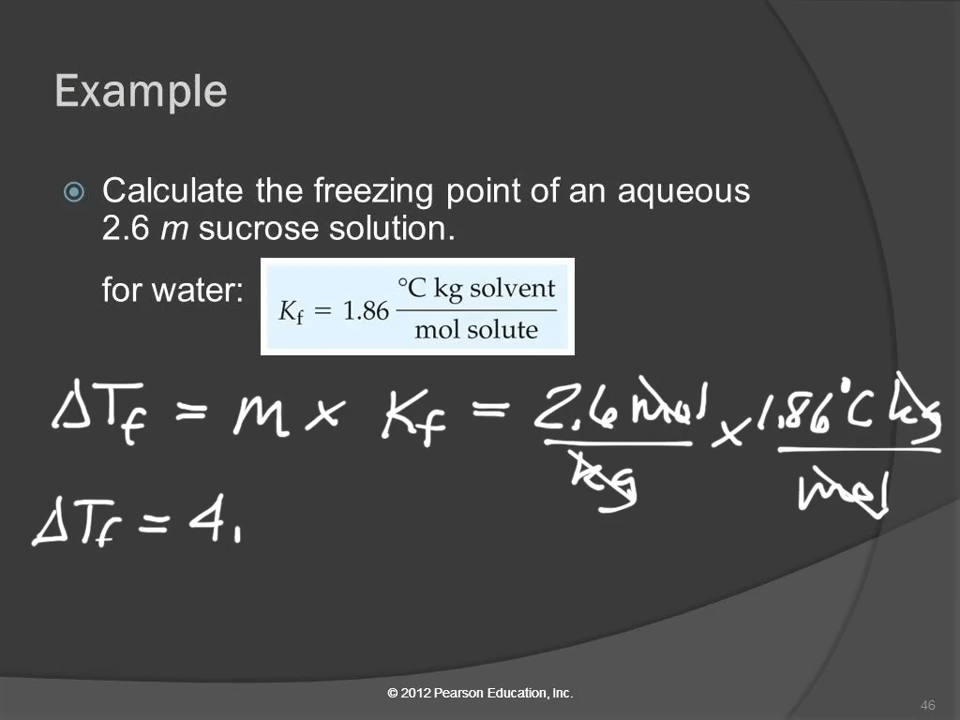 Example
Calculate the freezing point of an aqueous
2.6 m sucrose solution.
for water:
K_f = 1.86 °C kg solvent / mol solute
ΔT_f = m × K_f = 2.6 mol / kg × 1.86 °C kg / mol
ΔT_f = 4.
© 2012 Pearson Education, Inc.
46